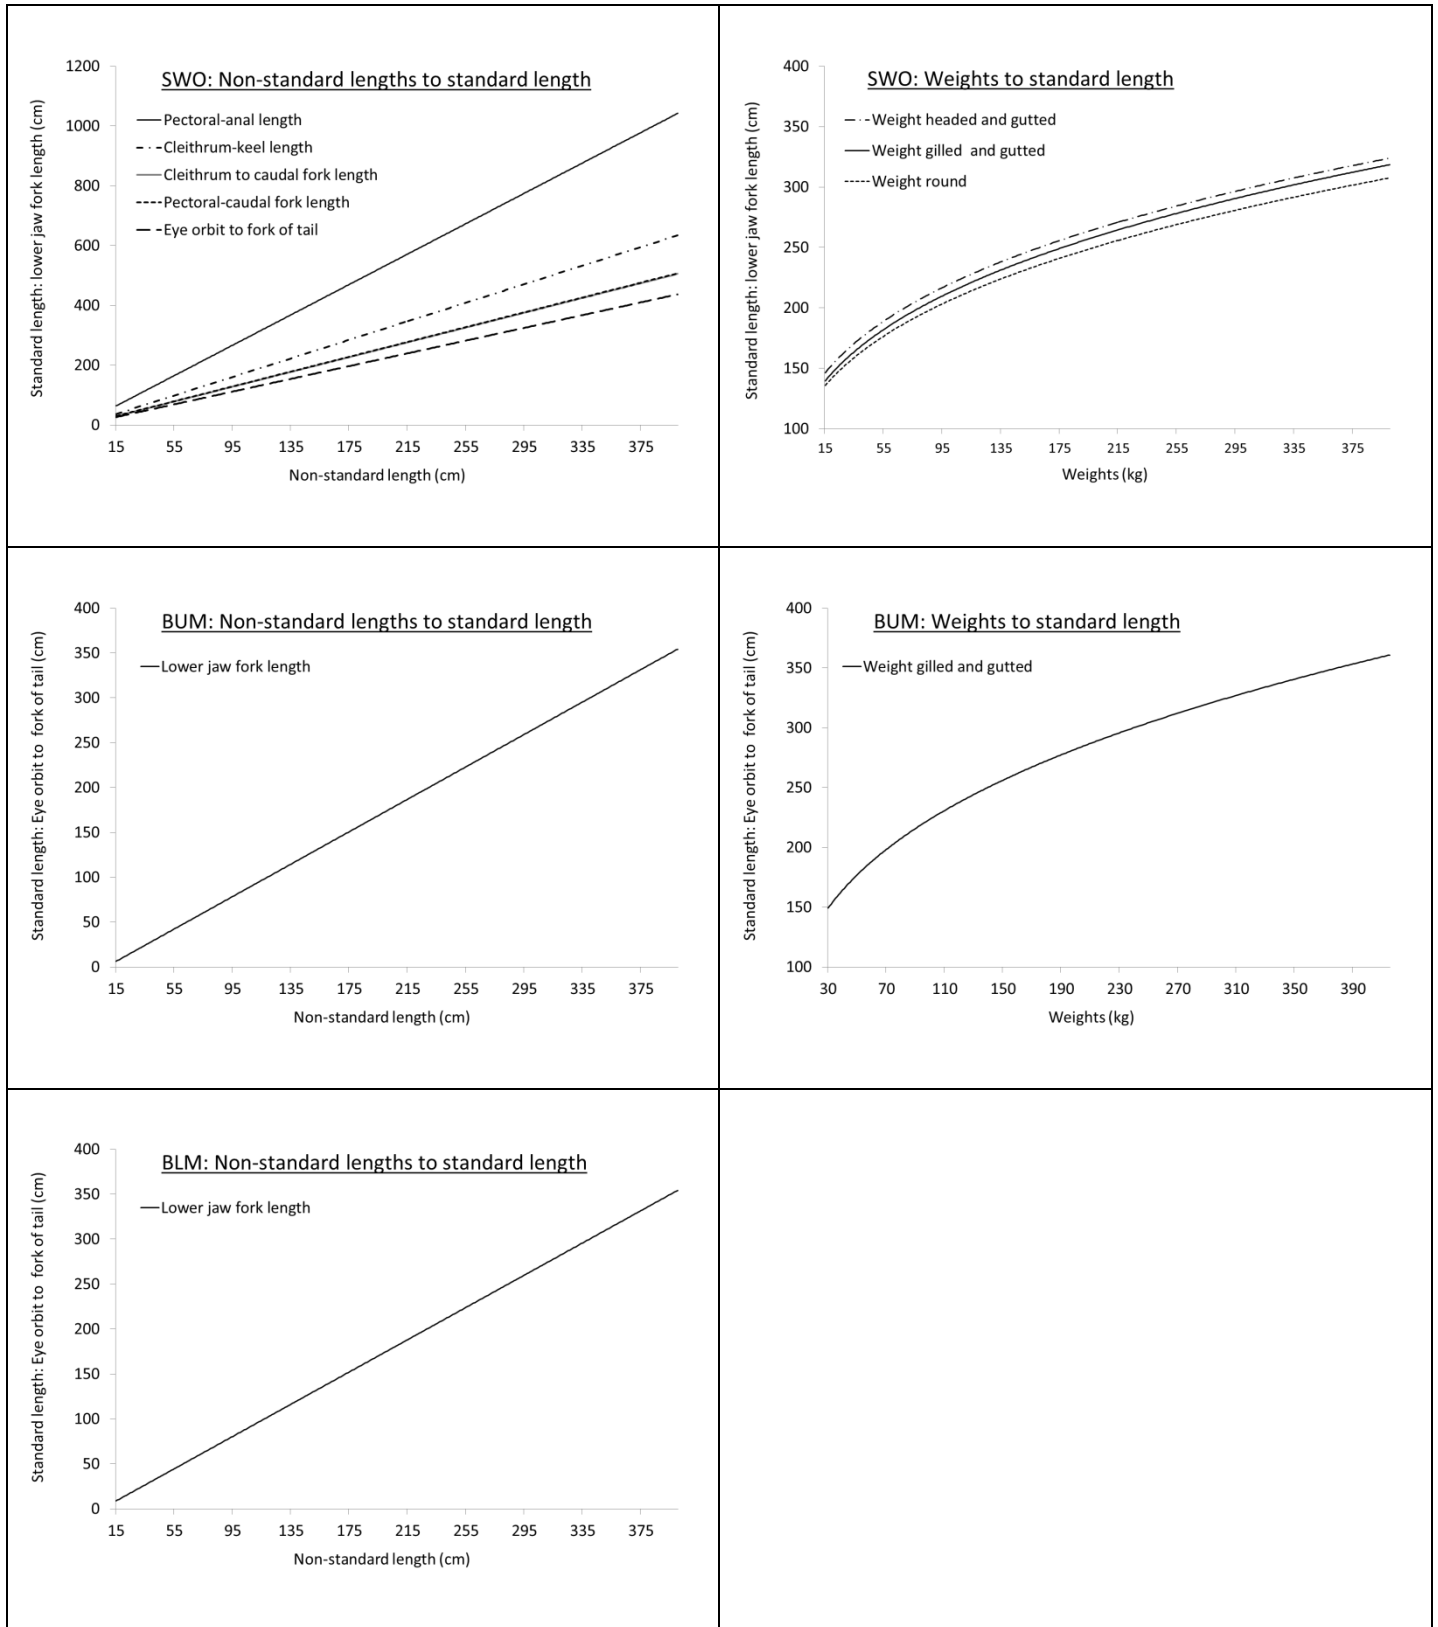 SWO: Non-standard lengths to standard length
Standard length: lower jaw fork length (cm)
1200
1000
800
600
400
200
0
Pectoral-anal length
Cleithrum-keel length
Cleithrum to caudal fork length
Pectoral-caudal fork length
Eye orbit to fork of tail
15 55 95 135 175 215 255 295 335 375
Non-standard length (cm)
SWO: Weights to standard length
Standard length: lower jaw fork length (cm)
400
350
300
250
200
150
100
Weight headed and gutted
Weight gilled and gutted
Weight round
15 55 95 135 175 215 255 295 335 375
Weights (kg)
BUM: Non-standard lengths to standard length
Standard length: Eye orbit to fork of tail (cm)
400
350
300
250
200
150
100
50
0
Lower jaw fork length
15 55 95 135 175 215 255 295 335 375
Non-standard length (cm)
BUM: Weights to standard length
Standard length: Eye orbit to fork of tail (cm)
400
350
300
250
200
150
100
Weight gilled and gutted
30 70 110 150 190 230 270 310 350 390
Weights (kg)
BLM: Non-standard lengths to standard length
Standard length: Eye orbit to fork of tail (cm)
400
350
300
250
200
150
100
50
0
Lower jaw fork length
15 55 95 135 175 215 255 295 335 375
Non-standard length (cm)